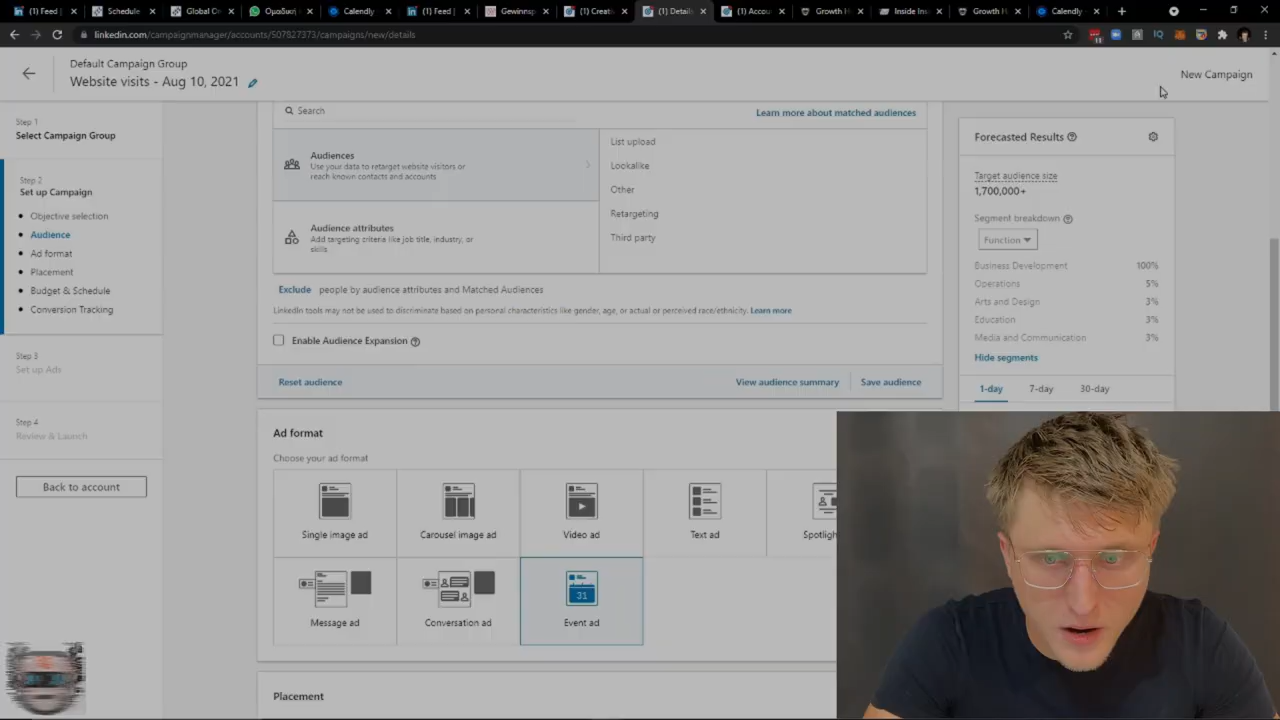 (1) Feed |
Schedule
Global
WhatsApp
Calendly
(1) Feed |
Gewinnsp
(1) Creati
(1) Details
(1) Accou
Growth H
Inside In
Growth H
Calendly
linkedin.com/campaignmanager/accounts/507827373/campaigns/new/details
Default Campaign Group
Website visits - Aug 10, 2021
New Campaign
Step 1
Select Campaign Group
Step 2
Set up Campaign
Objective selection
Audience
Ad format
Placement
Budget & Schedule
Conversion Tracking
Step 3
Set up Ads
Step 4
Review & Launch
Back to account
Search
Learn more about matched audiences
Audiences
Use your data to retarget website visitors or
reach known contacts and accounts
Audience attributes
Add targeting criteria like job title, industry, or
skills
List upload
Lookalike
Other
Retargeting
Third party
Exclude people by audience attributes and Matched Audiences
LinkedIn tools may not be used to discriminate based on personal characteristics like gender, age, or actual or perceived race/ethnicity. Learn more
Enable Audience Expansion
Reset audience
View audience summary
Save audience
Ad format
Choose your ad format
Single image ad
Carousel image ad
Video ad
Text ad
Spotligh
Message ad
Conversation ad
31
Event ad
Placement
Forecasted Results
Target audience size
1,700,000+
Segment breakdown
Function
Business Development 100%
Operations 5%
Arts and Design 3%
Education 3%
Media and Communication 3%
Hide segments
1-day 7-day 30-day